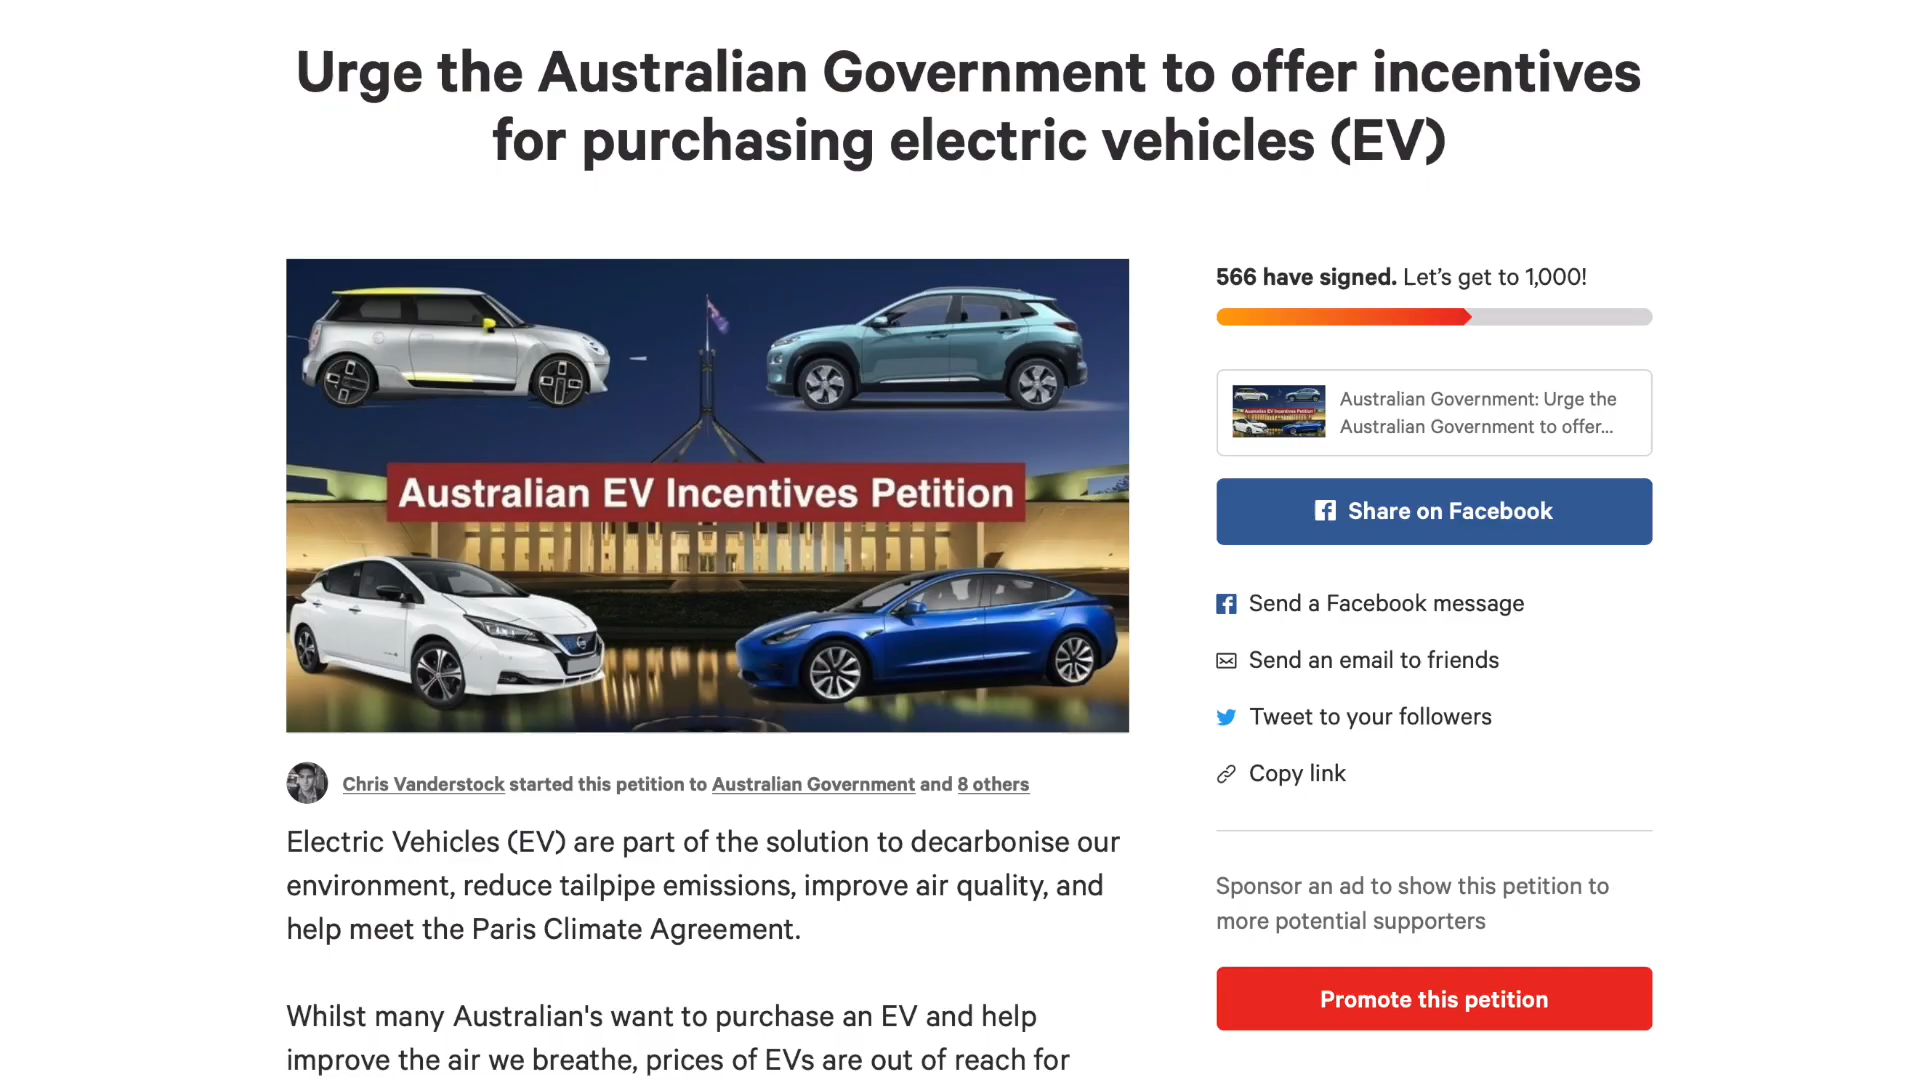 Urge the Australian Government to offer incentives
for purchasing electric vehicles (EV)
Australian EV Incentives Petition
Chris Vanderstock started this petition to Australian Government and 8 others
Electric Vehicles (EV) are part of the solution to decarbonise our
environment, reduce tailpipe emissions, improve air quality, and
help meet the Paris Climate Agreement.
Whilst many Australian's want to purchase an EV and help
improve the air we breathe, prices of EVs are out of reach for
566 have signed. Let’s get to 1,000!
Australian EV Incentives Petition
Australian Government: Urge the
Australian Government to offer...
Share on Facebook
Send a Facebook message
Send an email to friends
Tweet to your followers
Copy link
Sponsor an ad to show this petition to
more potential supporters
Promote this petition